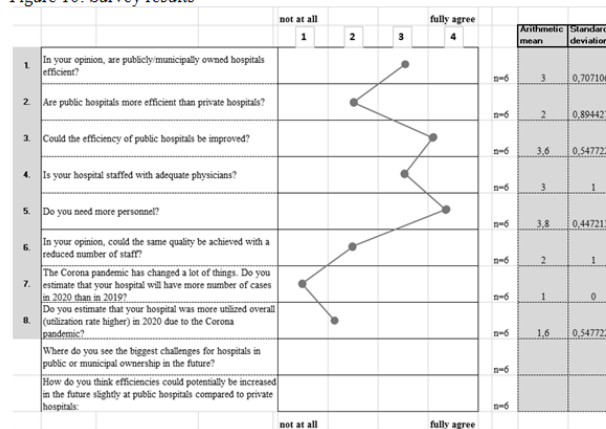 Figure 10: Survey results
not at all fully agree
1 2 3 4
Arithmetic mean Standard deviation
1. In your opinion, are publicly/municipally owned hospitals
efficient?
n=6 3 0,70710
2. Are public hospitals more efficient than private hospitals?
n=6 2 0,89442
3. Could the efficiency of public hospitals be improved?
n=6 3,6 0,54772
4. Is your hospital staffed with adequate physicians?
n=6 3 1
5. Do you need more personnel?
n=6 3,8 0,44721
6. In your opinion, could the same quality be achieved with a
reduced number of staff?
n=6 2 1
7. The Corona pandemic has changed a lot of things. Do you
estimate that your hospital will have more number of cases
in 2020 than in 2019?
n=6 1 0
8. Do you estimate that your hospital was more utilized overall
(utilization rate higher) in 2020 due to the Corona
pandemic?
n=6 1,6 0,54772
Where do you see the biggest challenges for hospitals in
public or municipal ownership in the future?
n=6
How do you think efficiencies could potentially be increased
in the future slightly at public hospitals compared to private
hospitals:
n=6
not at all fully agree